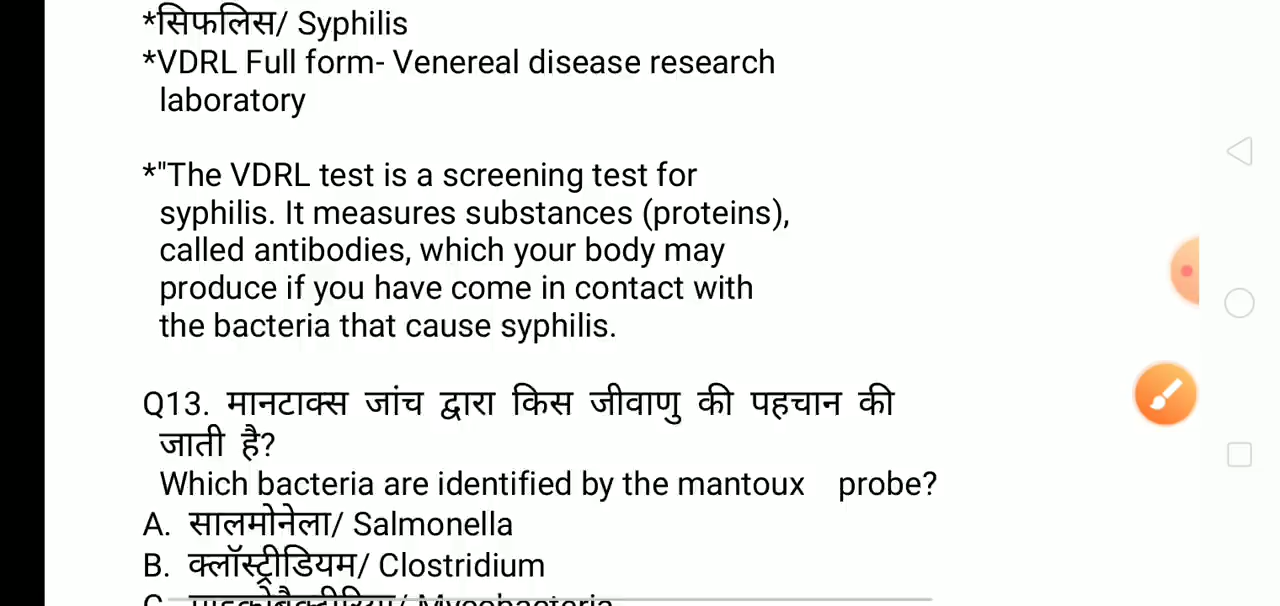 *सिफलिस/ Syphilis
*VDRL Full form- Venereal disease research
laboratory
*"The VDRL test is a screening test for
syphilis. It measures substances (proteins),
called antibodies, which your body may
produce if you have come in contact with
the bacteria that cause syphilis.
Q13. मानटाक्स जांच द्वारा किस जीवाणु की पहचान की
जाती है?
Which bacteria are identified by the mantoux probe?
A. सालमोनेला/ Salmonella
B. क्लॉस्ट्रीडियम/ Clostridium
C. माइकोबैक्टीरिया/ Mycobacteria